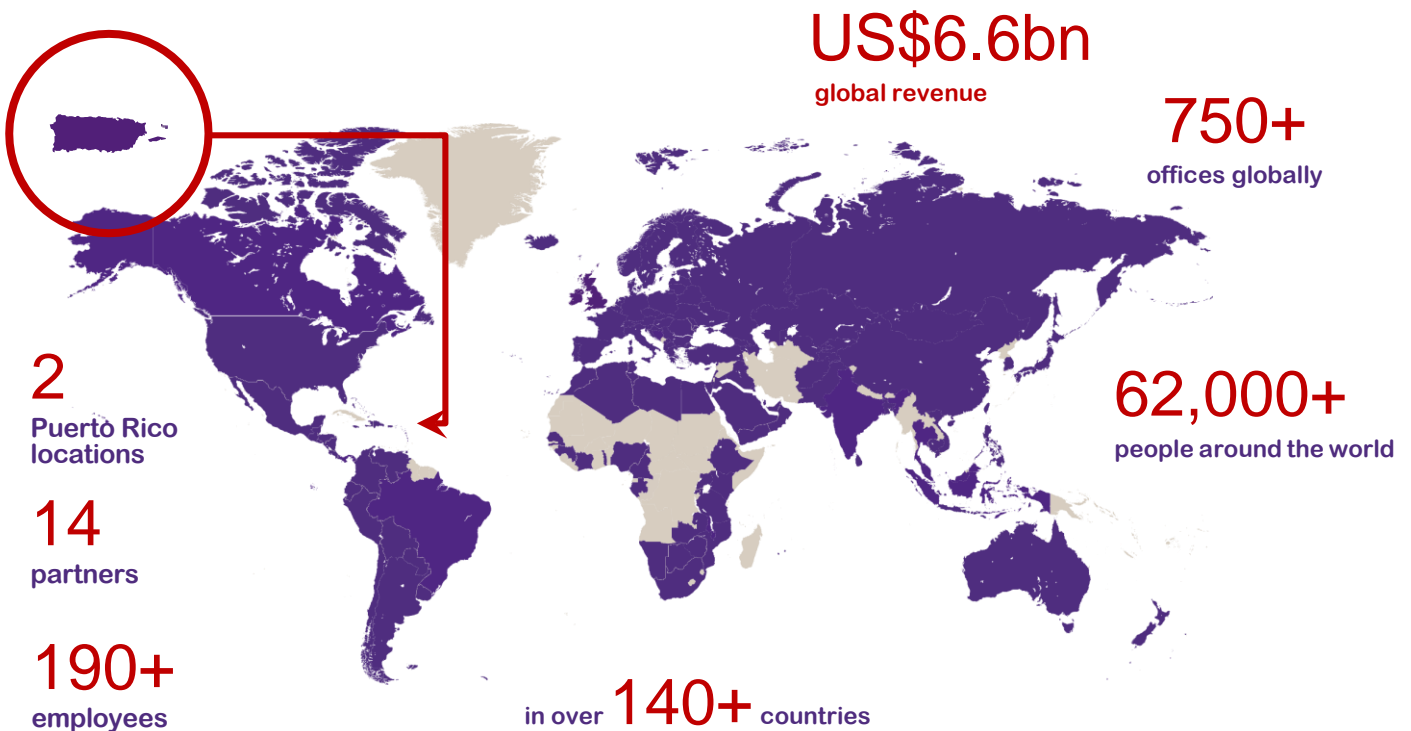 US$6.6bn
global revenue
750+
offices globally
2
Puerto Rico
locations
62,000+
people around the world
14
partners
190+
employees
in over 140+ countries